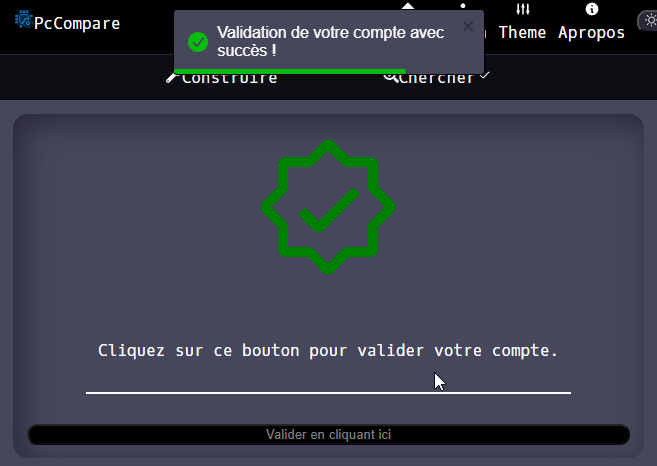 PcCompare
Validation de votre compte avec
succès !
Theme
Apropos
Construire
Chercher
Cliquez sur ce bouton pour valider votre compte.
Valider en cliquant ici